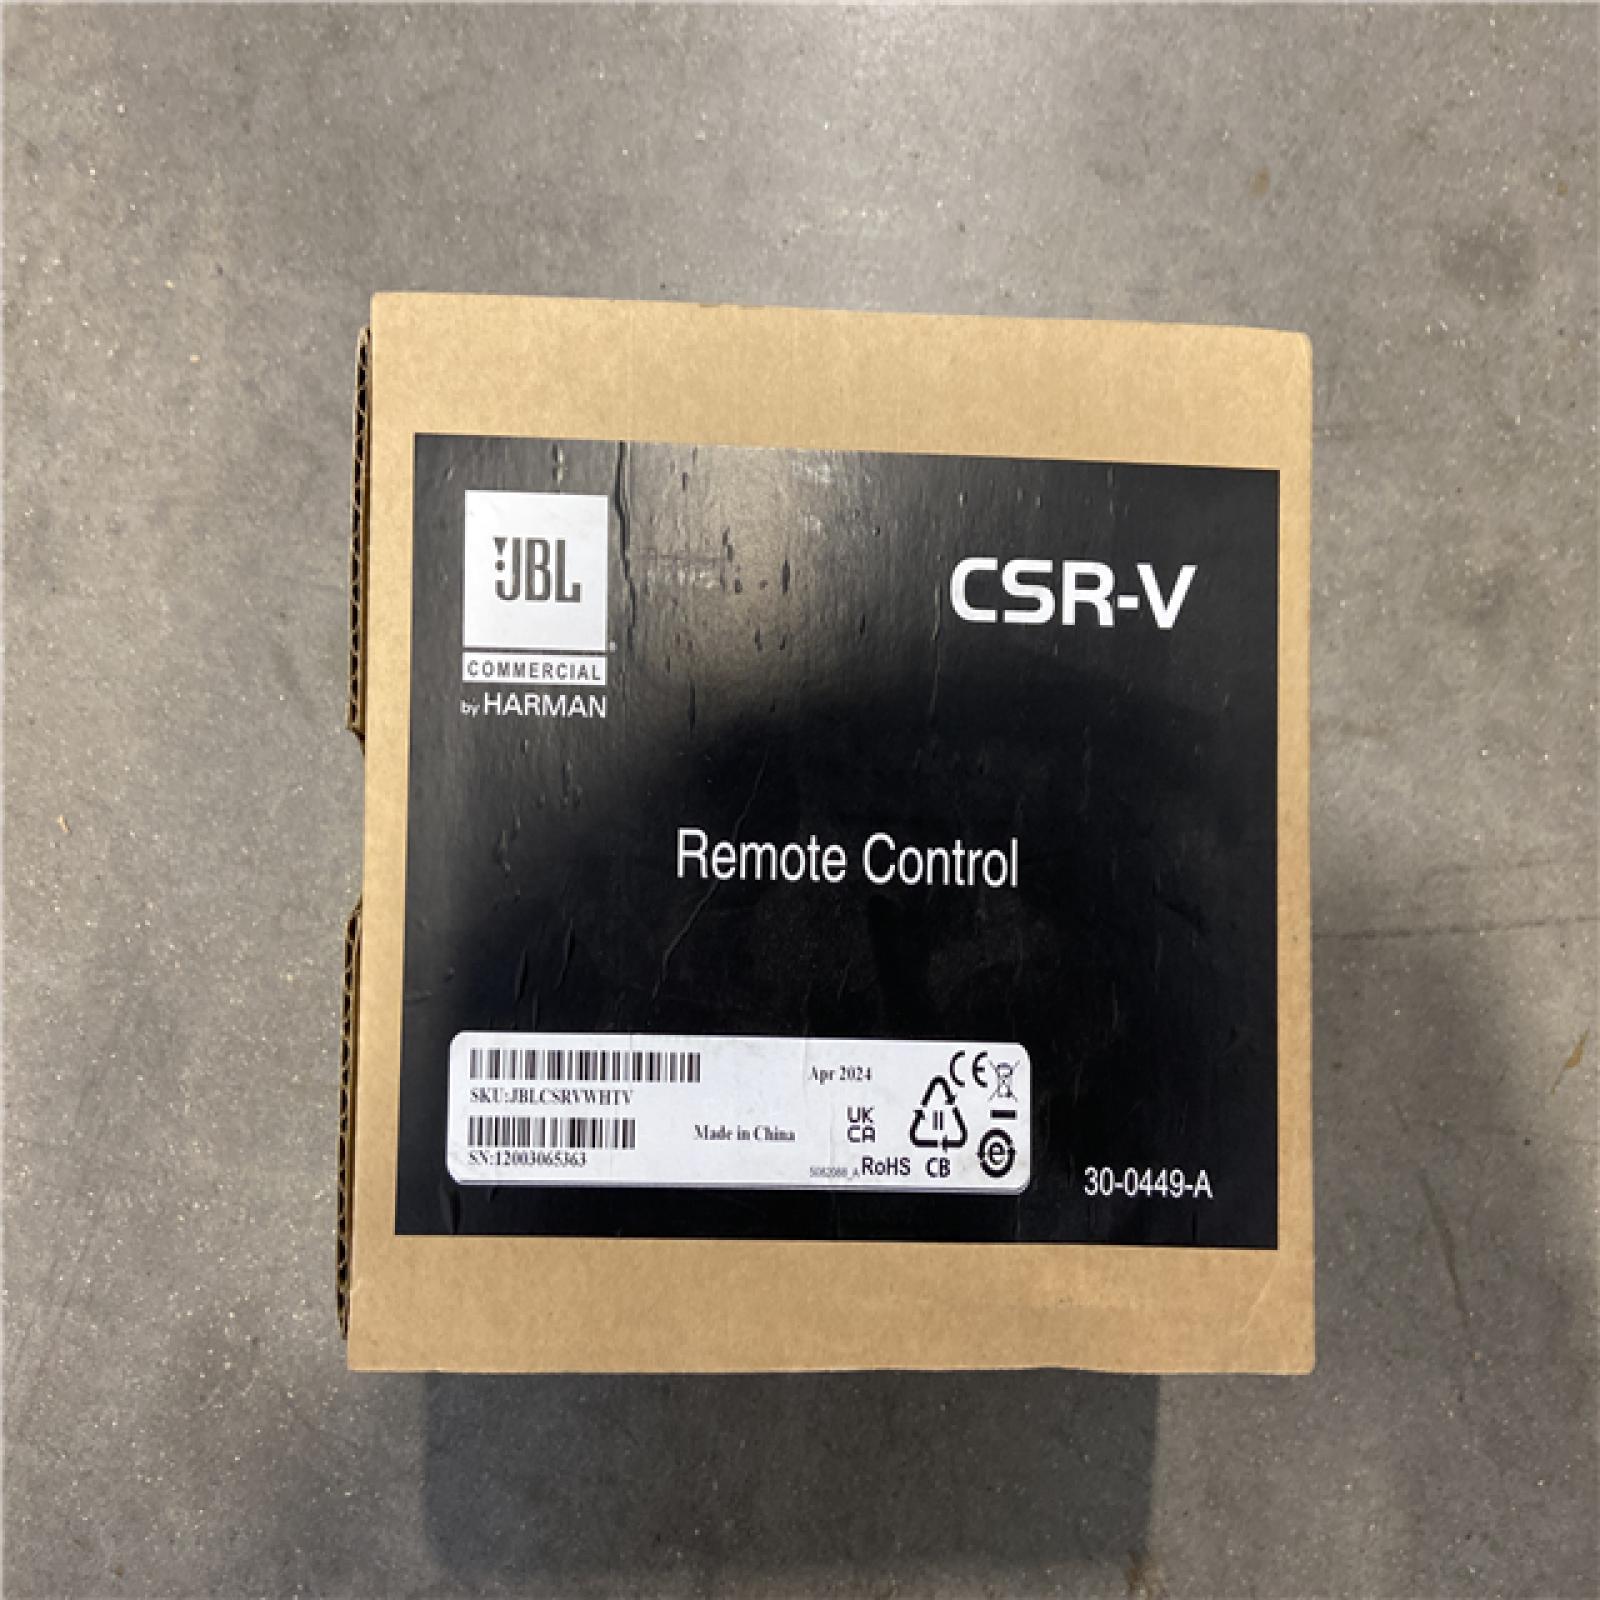 JBL
COMMERCIAL
by HARMAN
CSR-V
Remote Control
SKU:JBLCSRVWHTV
SN:12003065363
Apr 2024
Made in China
UK
CA
CE
RoHS
CB
e
30-0449-A